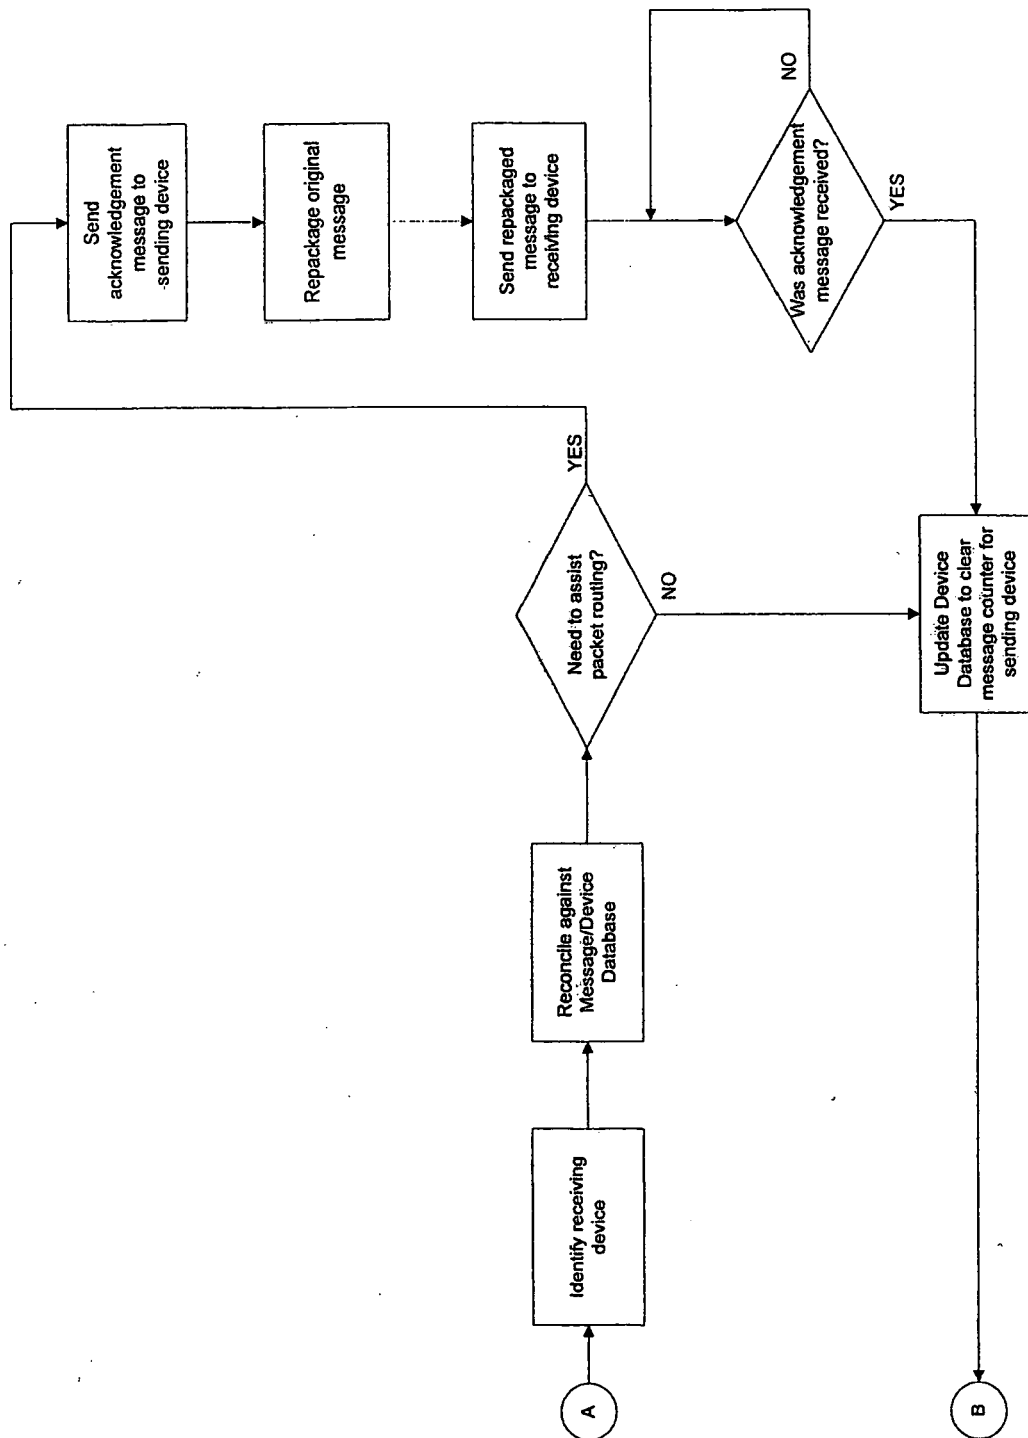 A
Identify receiving
device
Reconcile against
Message/Device
Database
Need to assist
packet routing?
YES
NO
Send
acknowledgement
message to
sending device
Repackage original
message
Send repackaged
message to
receiving device
Was acknowledgement
message received?
NO
YES
Update Device
Database to clear
message counter for
sending device
B